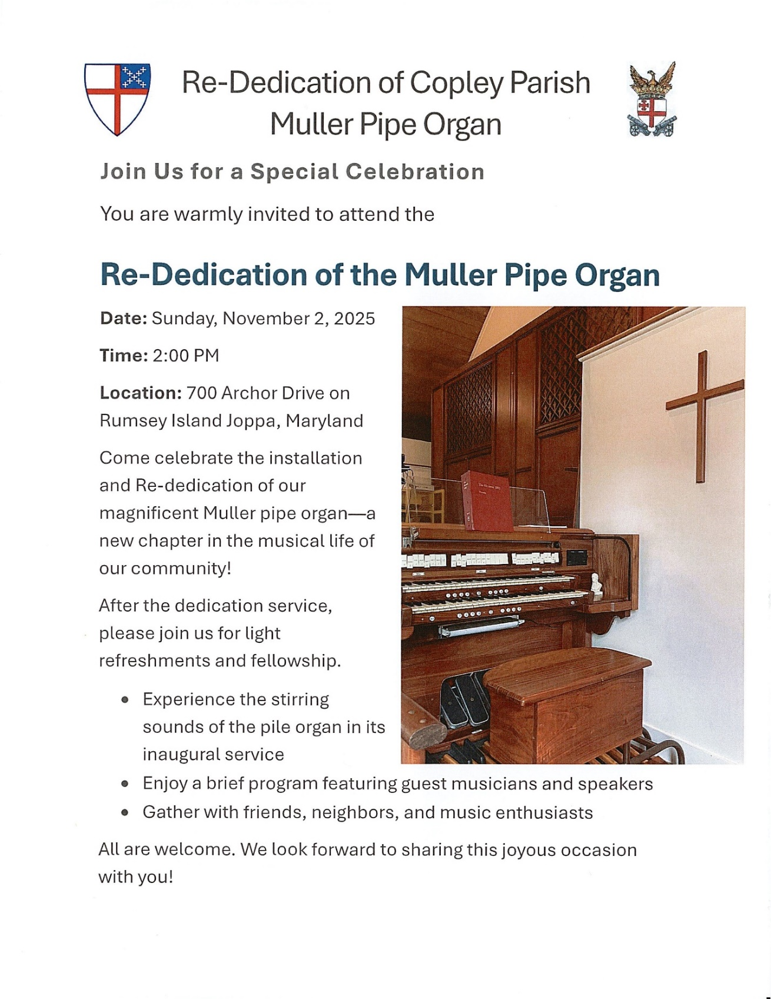 Re-Dedication of Copley Parish
Muller Pipe Organ
Join Us for a Special Celebration
You are warmly invited to attend the
Re-Dedication of the Muller Pipe Organ
Date: Sunday, November 2, 2025
Time: 2:00 PM
Location: 700 Archor Drive on
Rumsey Island Joppa, Maryland
Come celebrate the installation
and Re-dedication of our
magnificent Muller pipe organ—a
new chapter in the musical life of
our community!
After the dedication service,
please join us for light
refreshments and fellowship.
• Experience the stirring
sounds of the pile organ in its
inaugural service
• Enjoy a brief program featuring guest musicians and speakers
• Gather with friends, neighbors, and music enthusiasts
All are welcome. We look forward to sharing this joyous occasion
with you!